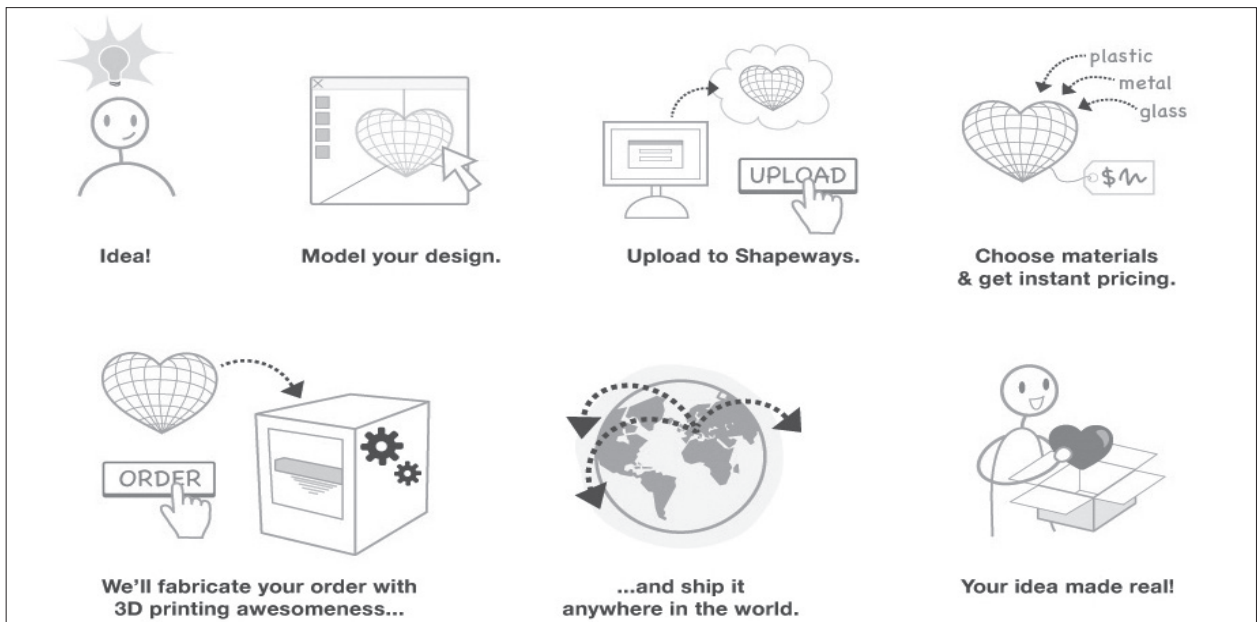 plastic
metal
glass
UPLOAD
$
Idea!
Model your design.
Upload to Shapeways.
Choose materials
& get instant pricing.
ORDER
We'll fabricate your order with
3D printing awesomeness...
...and ship it
anywhere in the world.
Your idea made real!